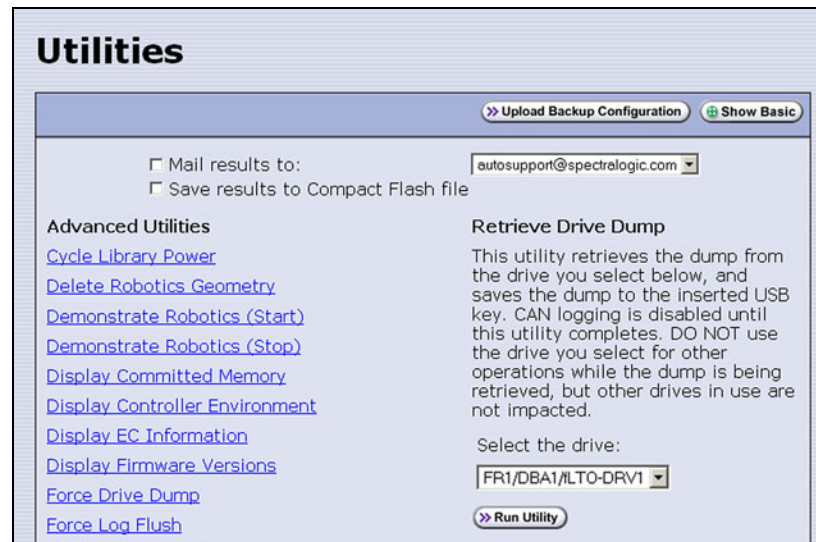 Utilities
Upload Backup Configuration
Show Basic
Mail results to:
autosupport@spectralogic.com
Save results to Compact Flash file
Advanced Utilities
Cycle Library Power
Delete Robotics Geometry
Demonstrate Robotics (Start)
Demonstrate Robotics (Stop)
Display Committed Memory
Display Controller Environment
Display EC Information
Display Firmware Versions
Force Drive Dump
Force Log Flush
Retrieve Drive Dump
This utility retrieves the dump from
the drive you select below, and
saves the dump to the inserted USB
key. CAN logging is disabled until
this utility completes. DO NOT use
the drive you select for other
operations while the dump is being
retrieved, but other drives in use are
not impacted.
Select the drive:
FR1/DBA1/fLTO-DRV1
Run Utility